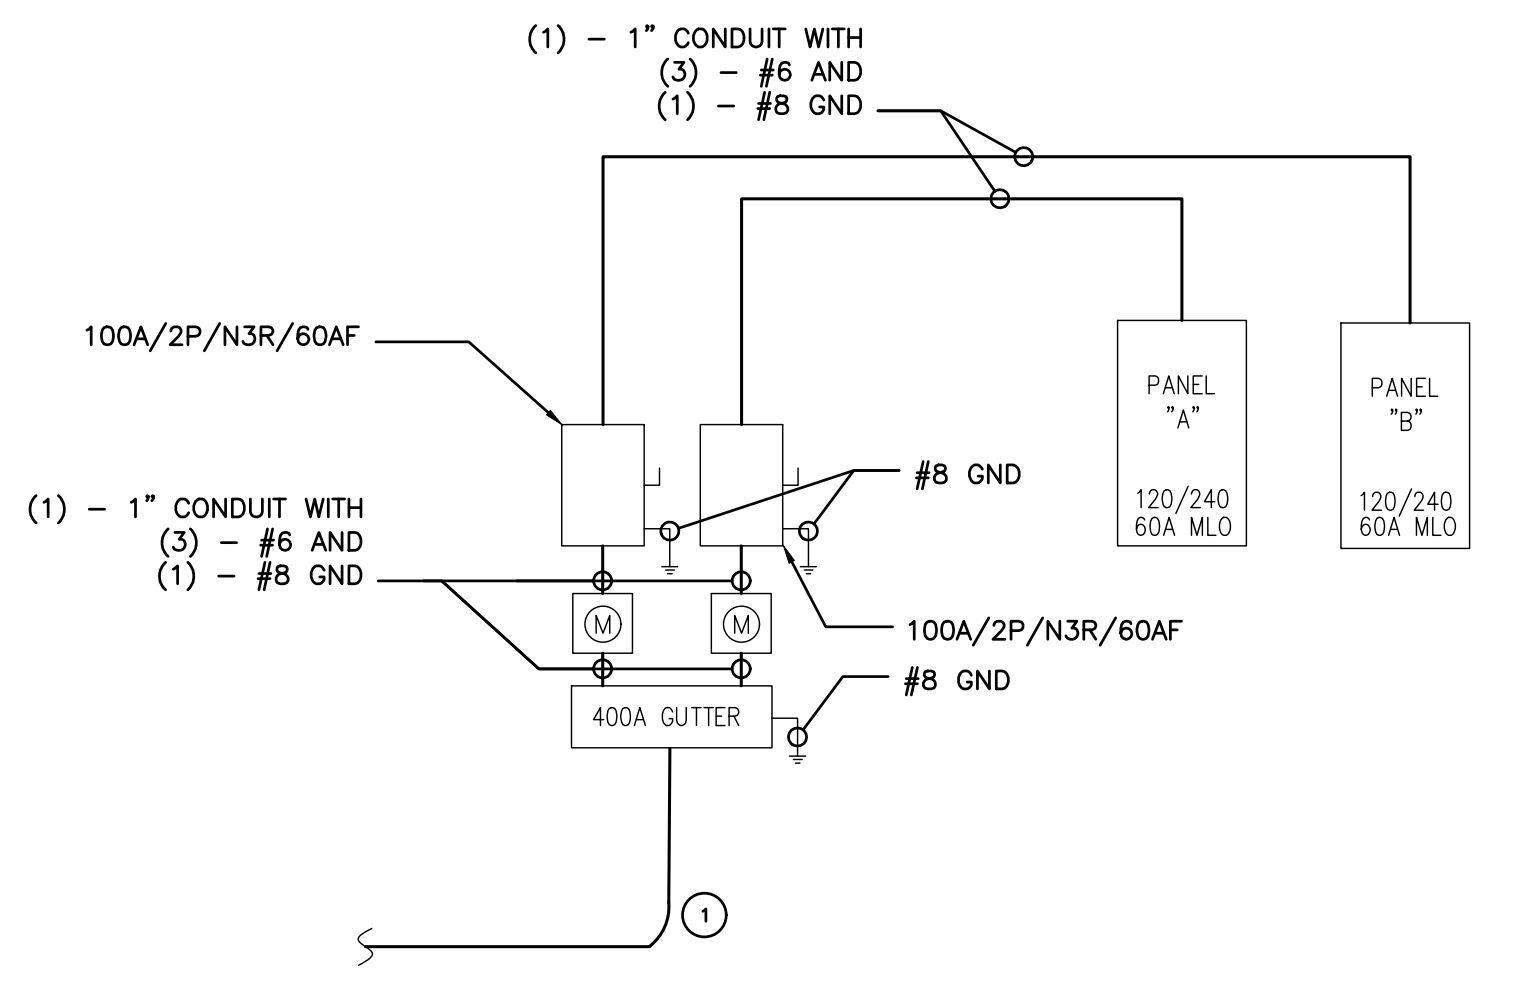 (1) – 1” CONDUIT WITH
(3) – #6 AND
(1) – #8 GND
100A/2P/N3R/60AF
PANEL
”A”
120/240
60A MLO
PANEL
”B”
120/240
60A MLO
#8 GND
(1) – 1” CONDUIT WITH
(3) – #6 AND
(1) – #8 GND
M
M
100A/2P/N3R/60AF
#8 GND
400A GUTTER
1